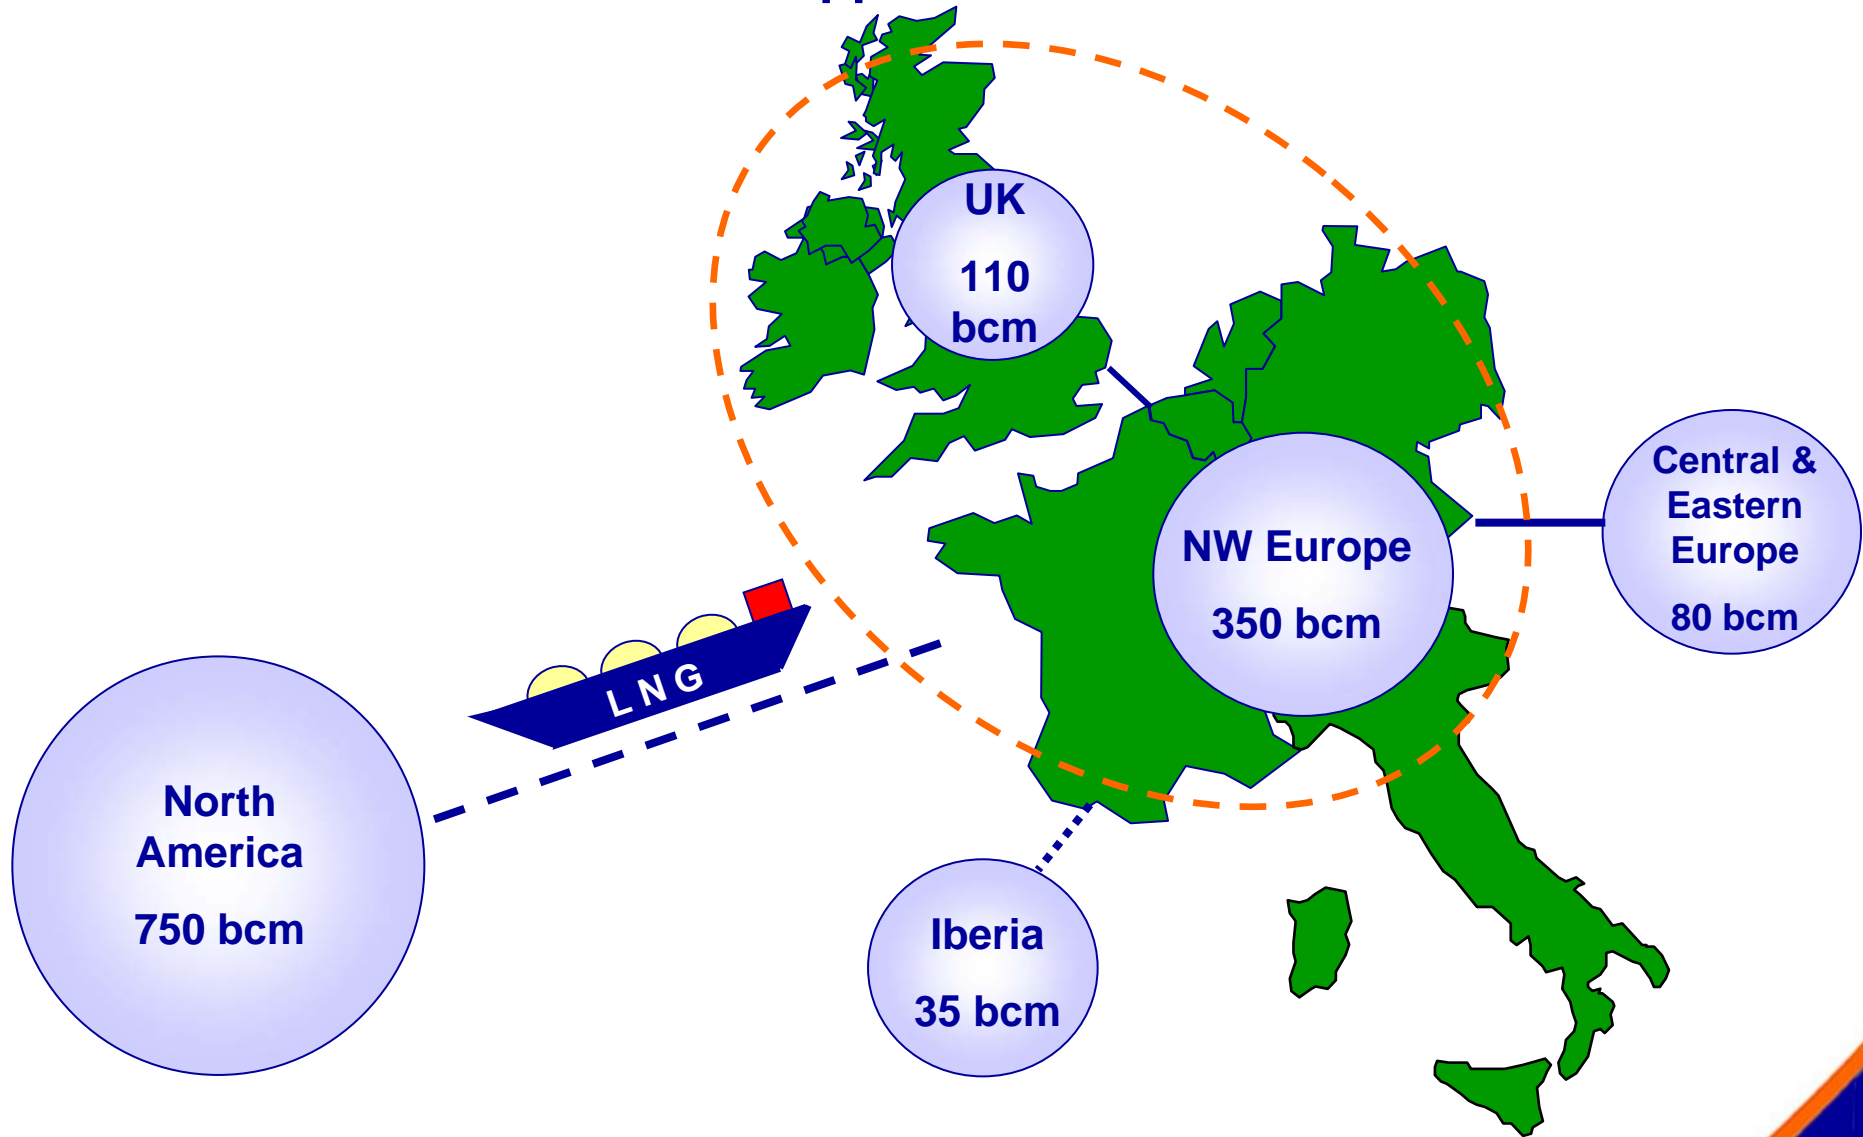 UK
110
bcm
Central &
Eastern
Europe
80 bcm
NW Europe
350 bcm
L N G
North
America
750 bcm
Iberia
35 bcm